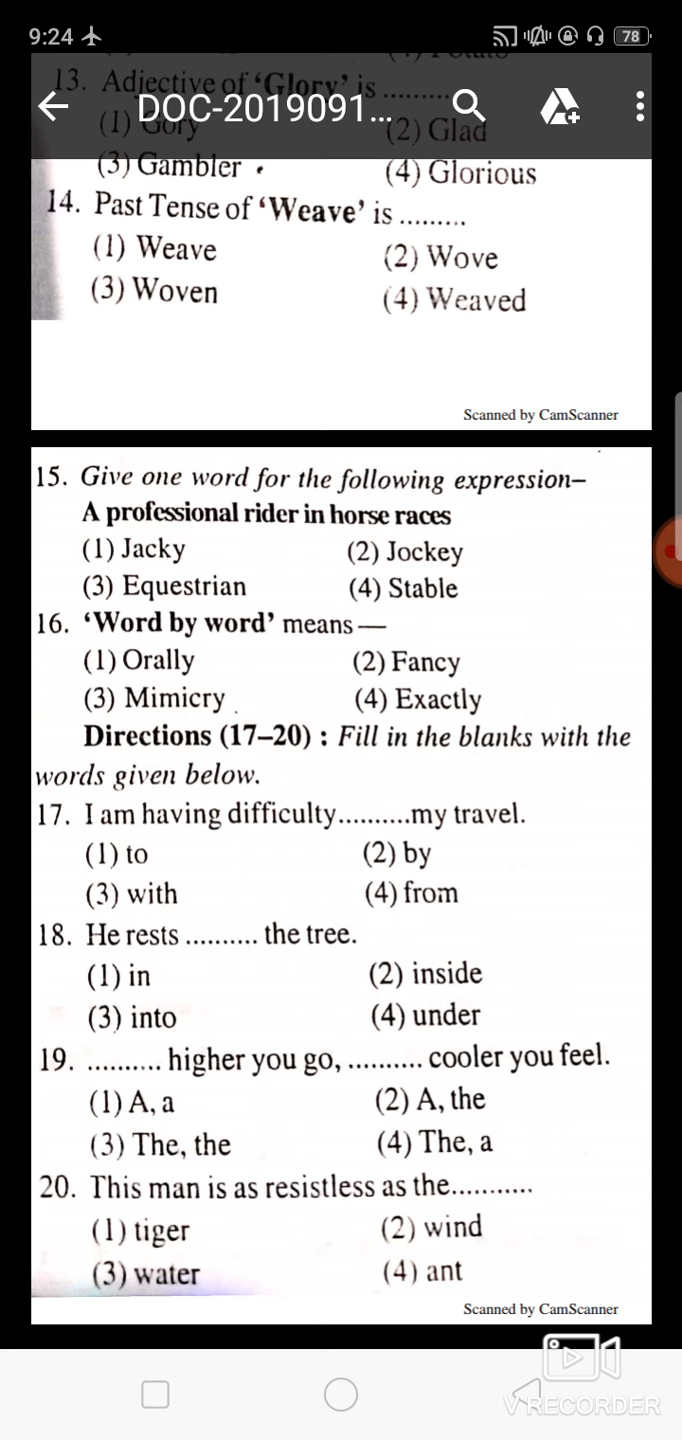 9:24
78
13. Adjective of ‘Glory’ is .........
DOC-2019091...
(1) Gory (2) Glad
(3) Gambler (4) Glorious
14. Past Tense of ‘Weave’ is .........
(1) Weave (2) Wove
(3) Woven (4) Weaved
Scanned by CamScanner
15. Give one word for the following expression–
A professional rider in horse races
(1) Jacky (2) Jockey
(3) Equestrian (4) Stable
16. ‘Word by word’ means —
(1) Orally (2) Fancy
(3) Mimicry (4) Exactly
Directions (17–20) : Fill in the blanks with the
words given below.
17. I am having difficulty..........my travel.
(1) to (2) by
(3) with (4) from
18. He rests .......... the tree.
(1) in (2) inside
(3) into (4) under
19. .......... higher you go, .......... cooler you feel.
(1) A, a (2) A, the
(3) The, the (4) The, a
20. This man is as resistless as the...........
(1) tiger (2) wind
(3) water (4) ant
Scanned by CamScanner
V RECORDER